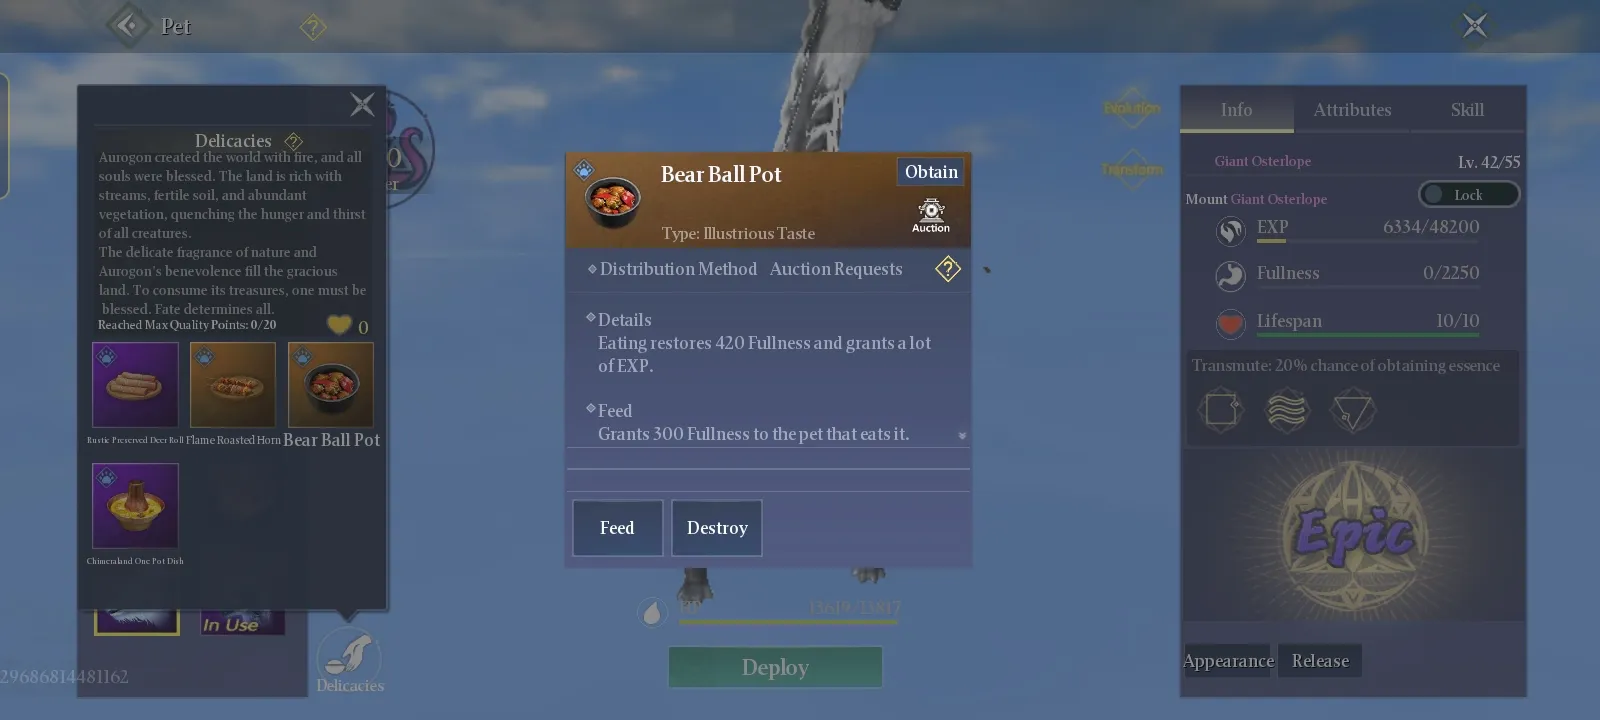 Pet
?
Delicacies ?
Aurogon created the world with fire, and all
souls were blessed. The land is rich with
streams, fertile soil, and abundant
vegetation, quenching the hunger and thirst
of all creatures.
The delicate fragrance of nature and
Aurogon's benevolence fill the gracious
land. To consume its treasures, one must be
blessed. Fate determines all.
Reached Max Quality Points: 0/20
0
Rustic Preserved Deer Roll
Flame Roasted Horn
Bear Ball Pot
Chimeraland One Pot Dish
In Use
Delicacies
29686814481162
Bear Ball Pot
Obtain
Auction
Type: Illustrious Taste
Distribution Method Auction Requests ?
Details
Eating restores 420 Fullness and grants a lot
of EXP.
Feed
Grants 300 Fullness to the pet that eats it.
Feed
Destroy
HP 13619/13817
Deploy
Evolution
Transform
Info
Attributes
Skill
Giant Osterlope Lv. 42/55
Mount Giant Osterlope
Lock
EXP 6334/48200
Fullness 0/2250
Lifespan 10/10
Transmute: 20% chance of obtaining essence
Epic
Appearance
Release